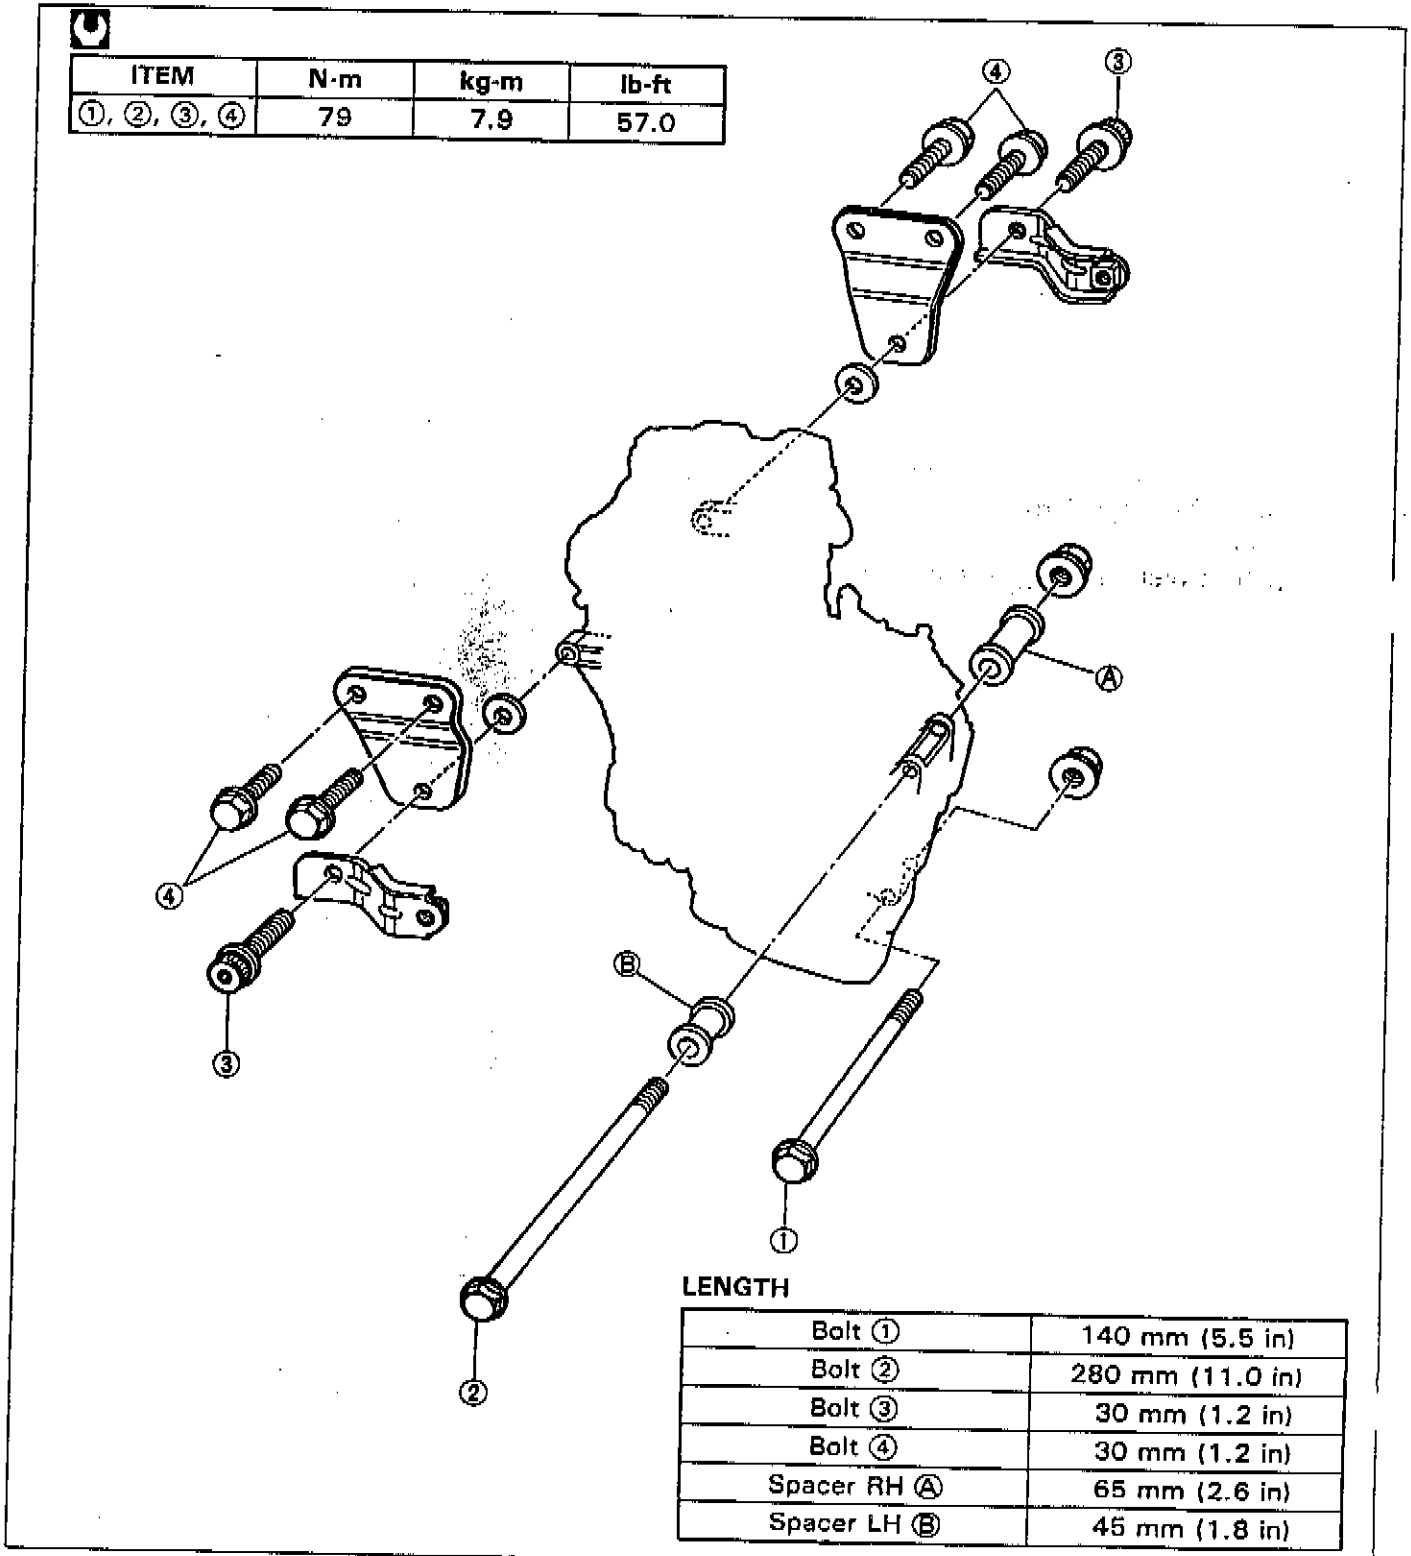 ITEM N·m kg-m lb-ft
①, ②, ③, ④ 79 7.9 57.0
④ ③
Ⓐ
④
Ⓑ
③
①
②
LENGTH
Bolt ① 140 mm (5.5 in)
Bolt ② 280 mm (11.0 in)
Bolt ③ 30 mm (1.2 in)
Bolt ④ 30 mm (1.2 in)
Spacer RH Ⓐ 65 mm (2.6 in)
Spacer LH Ⓑ 45 mm (1.8 in)